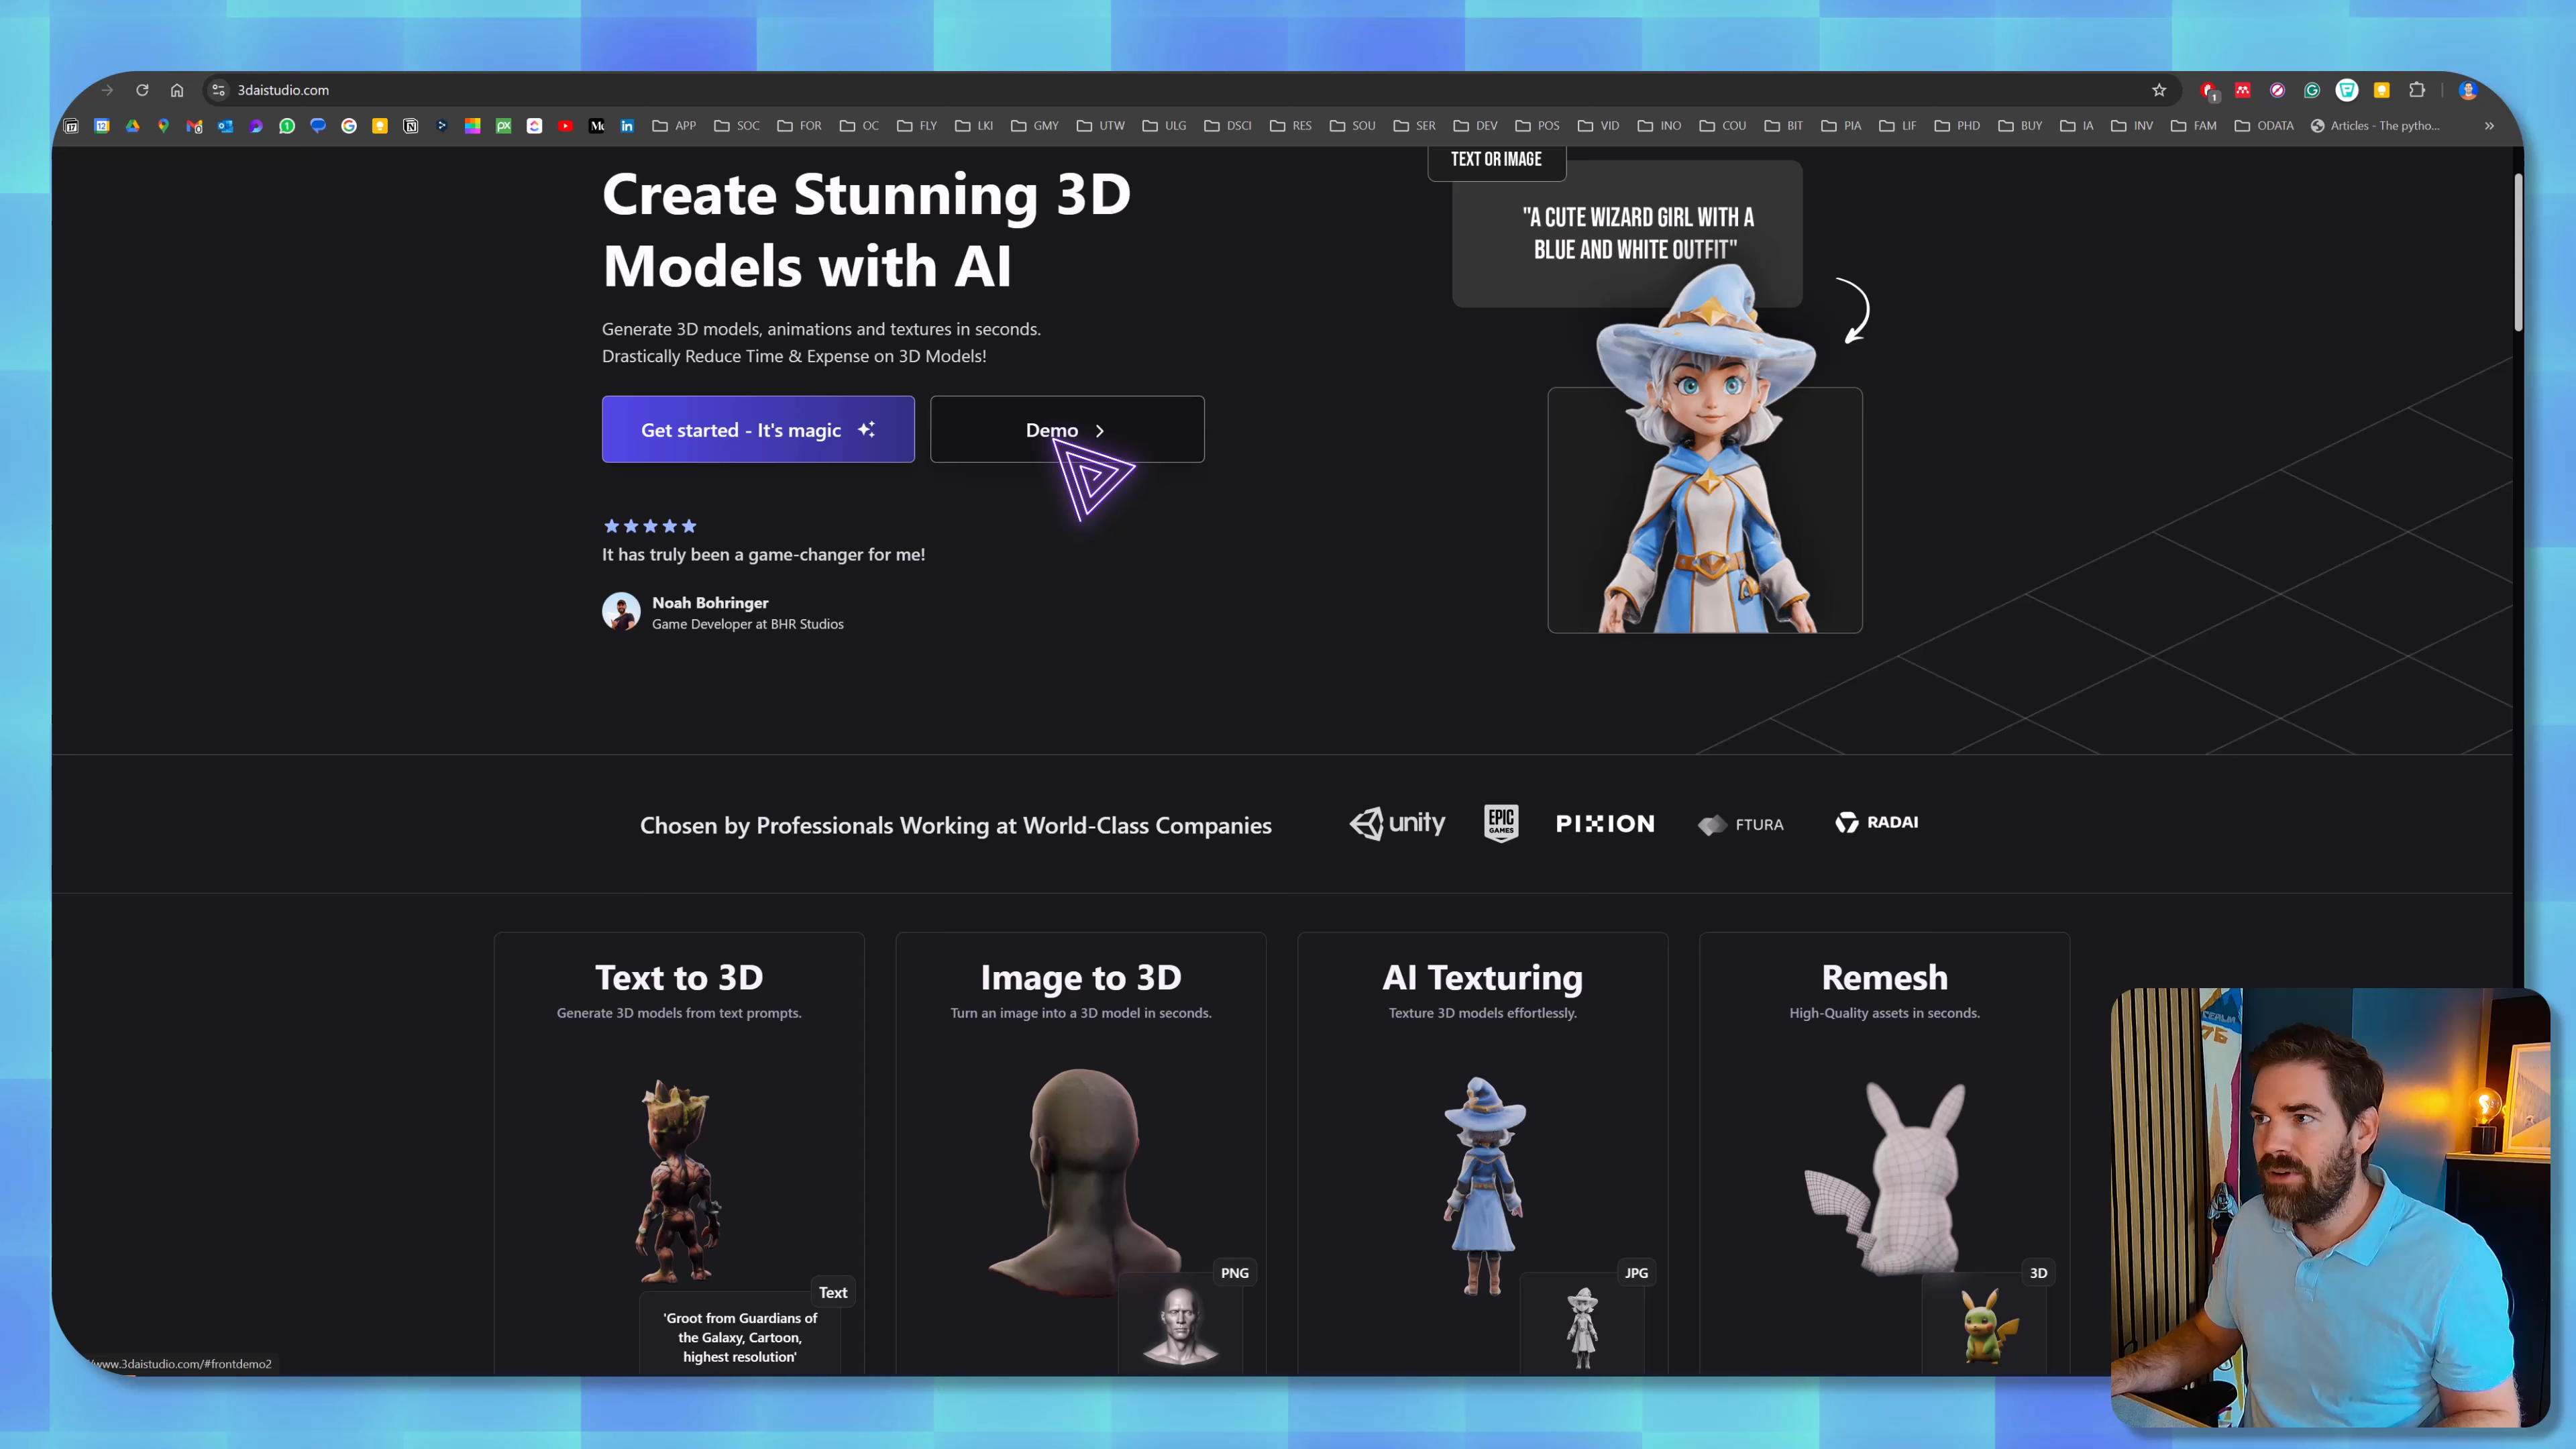 3daistudio.com
1
17
12
1
APP
SOC
FOR
OC
FLY
LKI
GMY
UTW
ULG
DSCI
RES
SOU
SER
DEV
POS
VID
INO
COU
BIT
PIA
LIF
PHD
BUY
IA
INV
FAM
ODATA
Articles - The pytho...
Create Stunning 3D
Models with AI
Generate 3D models, animations and textures in seconds.
Drastically Reduce Time & Expense on 3D Models!
Get started - It's magic
Demo
It has truly been a game-changer for me!
Noah Bohringer
Game Developer at BHR Studios
TEXT OR IMAGE
"A CUTE WIZARD GIRL WITH A
BLUE AND WHITE OUTFIT"
Chosen by Professionals Working at World-Class Companies
unity
EPIC
GAMES
PIXION
FTURA
RADAI
Text to 3D
Generate 3D models from text prompts.
Text
'Groot from Guardians of
the Galaxy, Cartoon,
highest resolution'
Image to 3D
Turn an image into a 3D model in seconds.
PNG
AI Texturing
Texture 3D models effortlessly.
JPG
Remesh
High-Quality assets in seconds.
3D
www.3daistudio.com/#frontdemo2